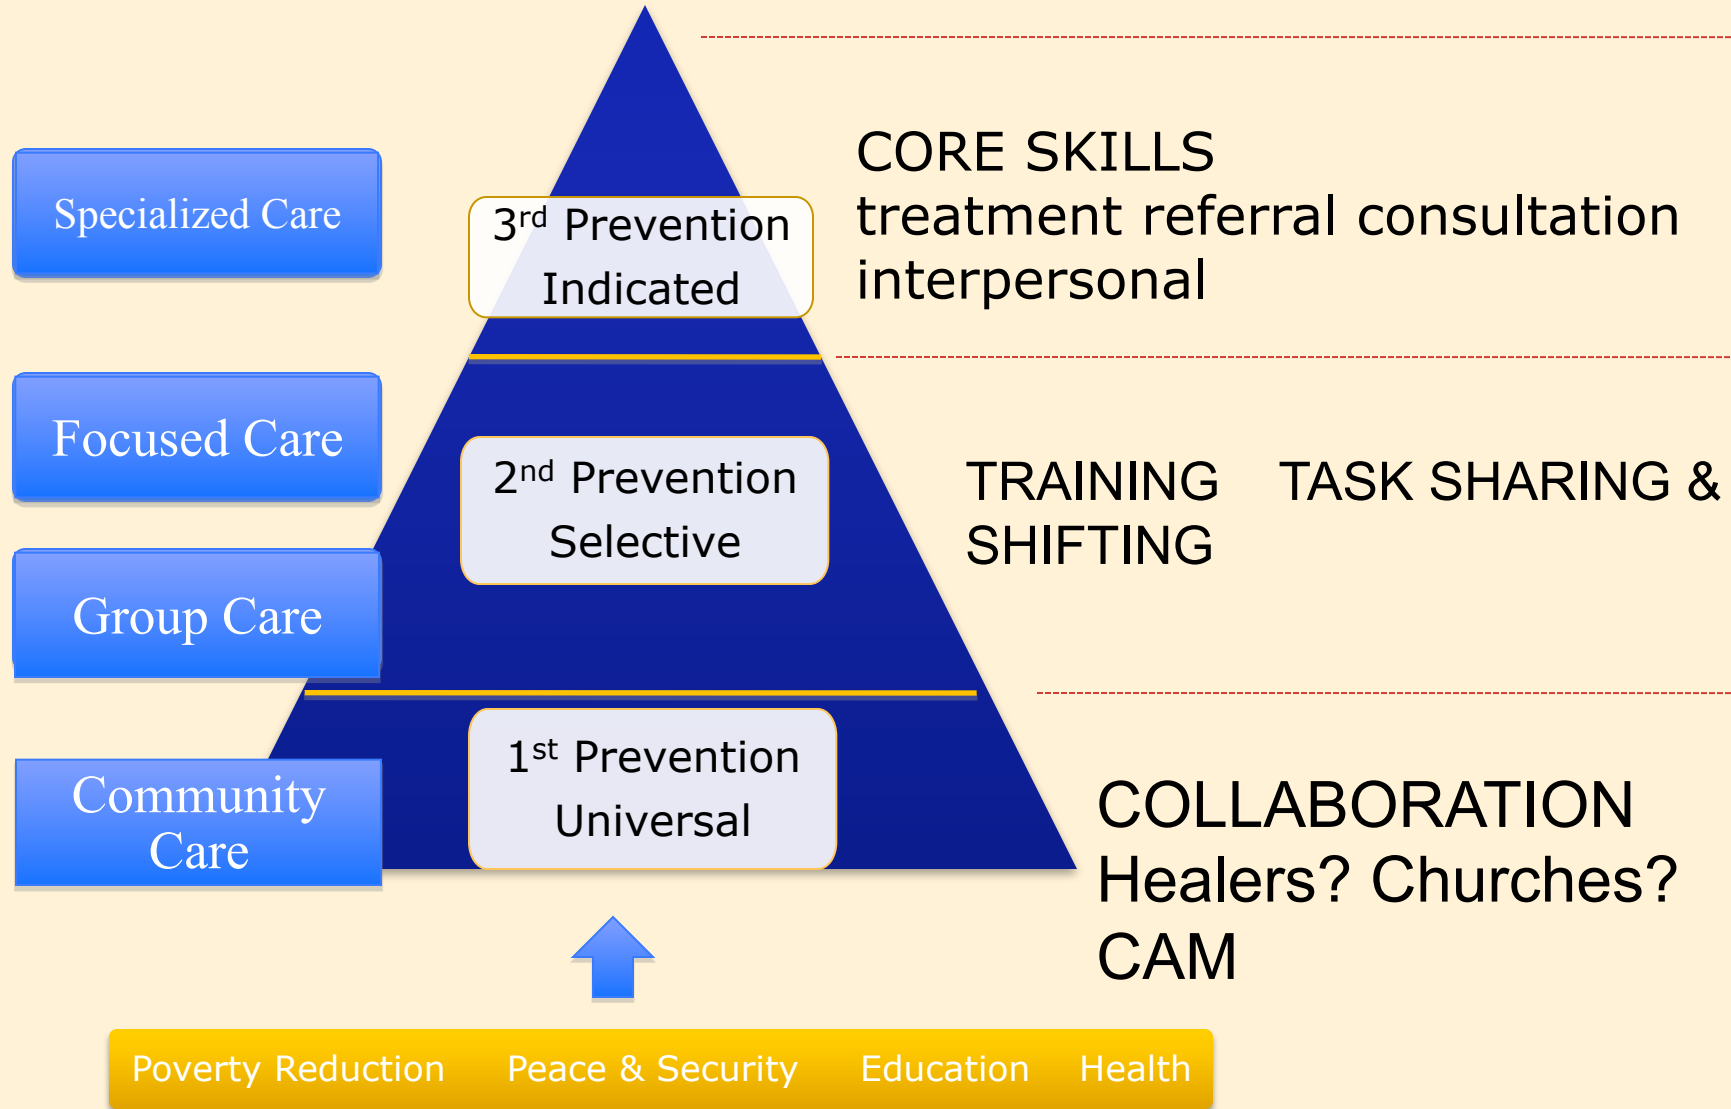 Specialized Care
3rd Prevention
Indicated
CORE SKILLS
treatment referral consultation
interpersonal
Focused Care
2nd Prevention
Selective
TRAINING TASK SHARING &
SHIFTING
Group Care
1st Prevention
Universal
Community
Care
COLLABORATION
Healers? Churches?
CAM
Poverty Reduction Peace & Security Education Health